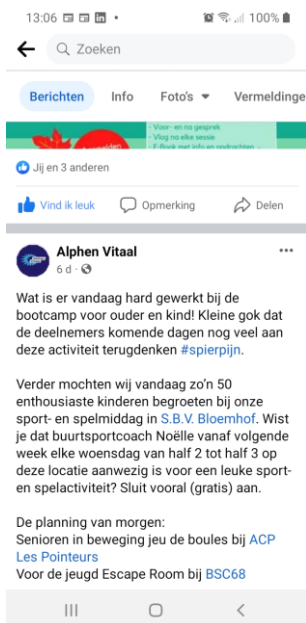 13:06
100%
Zoeken
Berichten Info Foto's Vermeldinge
- Voor- en na gesprek
- Vlog na elke sessie
- E-Book met info en opdrachten
Jij en 3 anderen
Vind ik leuk Opmerking Delen
Alphen Vitaal
6 d ·
Wat is er vandaag hard gewerkt bij de
bootcamp voor ouder en kind! Kleine gok dat
de deelnemers komende dagen nog veel aan
deze activiteit terugdenken #spierpijn.
Verder mochten wij vandaag zo'n 50
enthousiaste kinderen begroeten bij onze
sport- en spelmiddag in S.B.V. Bloemhof. Wist
je dat buurtsportcoach Noëlle vanaf volgende
week elke woensdag van half 2 tot half 3 op
deze locatie aanwezig is voor een leuke sport-
en spelactiviteit? Sluit vooral (gratis) aan.
De planning van morgen:
Senioren in beweging jeu de boules bij ACP
Les Pointeurs
Voor de jeugd Escape Room bij BSC68